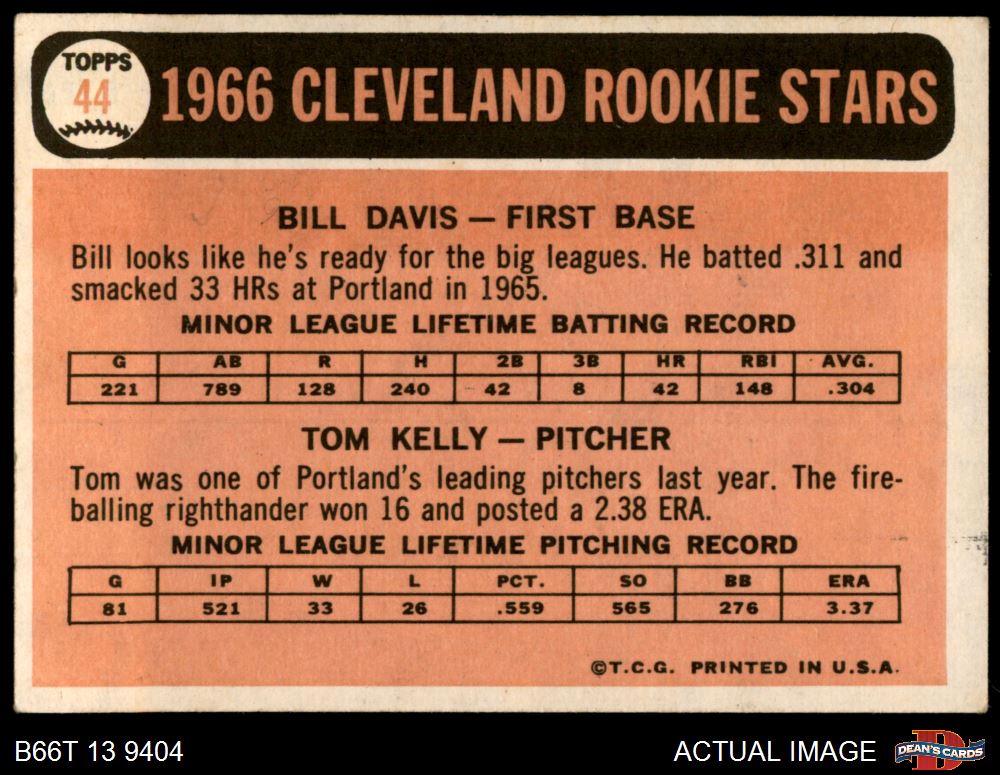 TOPPS
44
1966 CLEVELAND ROOKIE STARS
BILL DAVIS — FIRST BASE
Bill looks like he's ready for the big leagues. He batted .311 and
smacked 33 HRs at Portland in 1965.
MINOR LEAGUE LIFETIME BATTING RECORD
G AB R H 2B 3B HR RBI AVG.
221 789 128 240 42 8 42 148 .304
TOM KELLY — PITCHER
Tom was one of Portland's leading pitchers last year. The fire-
balling righthander won 16 and posted a 2.38 ERA.
MINOR LEAGUE LIFETIME PITCHING RECORD
G IP W L PCT. SO BB ERA
81 521 33 26 .559 565 276 3.37
©T.C.G. PRINTED IN U.S.A.
B66T 13 9404
ACTUAL IMAGE
D
DEAN'S CARDS